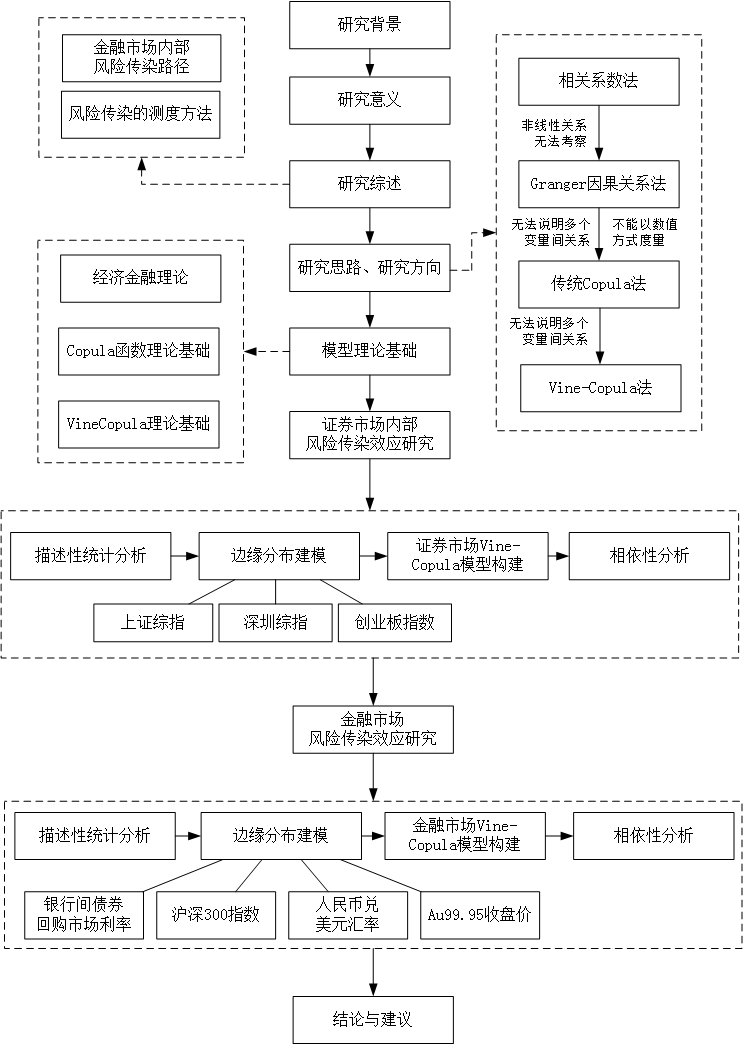 研究背景
金融市场内部
风险传染路径
相关系数法
研究意义
风险传染的测度方法
非线性关系
无法考察
研究综述
Granger因果关系法
无法说明多个
变量间关系
不能以数值
方式度量
研究思路、研究方向
经济金融理论
传统Copula法
无法说明多个
变量间关系
Copula函数理论基础
模型理论基础
Vine-Copula法
VineCopula理论基础
证券市场内部
风险传染效应研究
描述性统计分析
边缘分布建模
证券市场Vine-
Copula模型构建
相依性分析
上证综指
深圳综指
创业板指数
金融市场
风险传染效应研究
描述性统计分析
边缘分布建模
金融市场Vine-
Copula模型构建
相依性分析
银行间债券
回购市场利率
沪深300指数
人民币兑
美元汇率
Au99.95收盘价
结论与建议